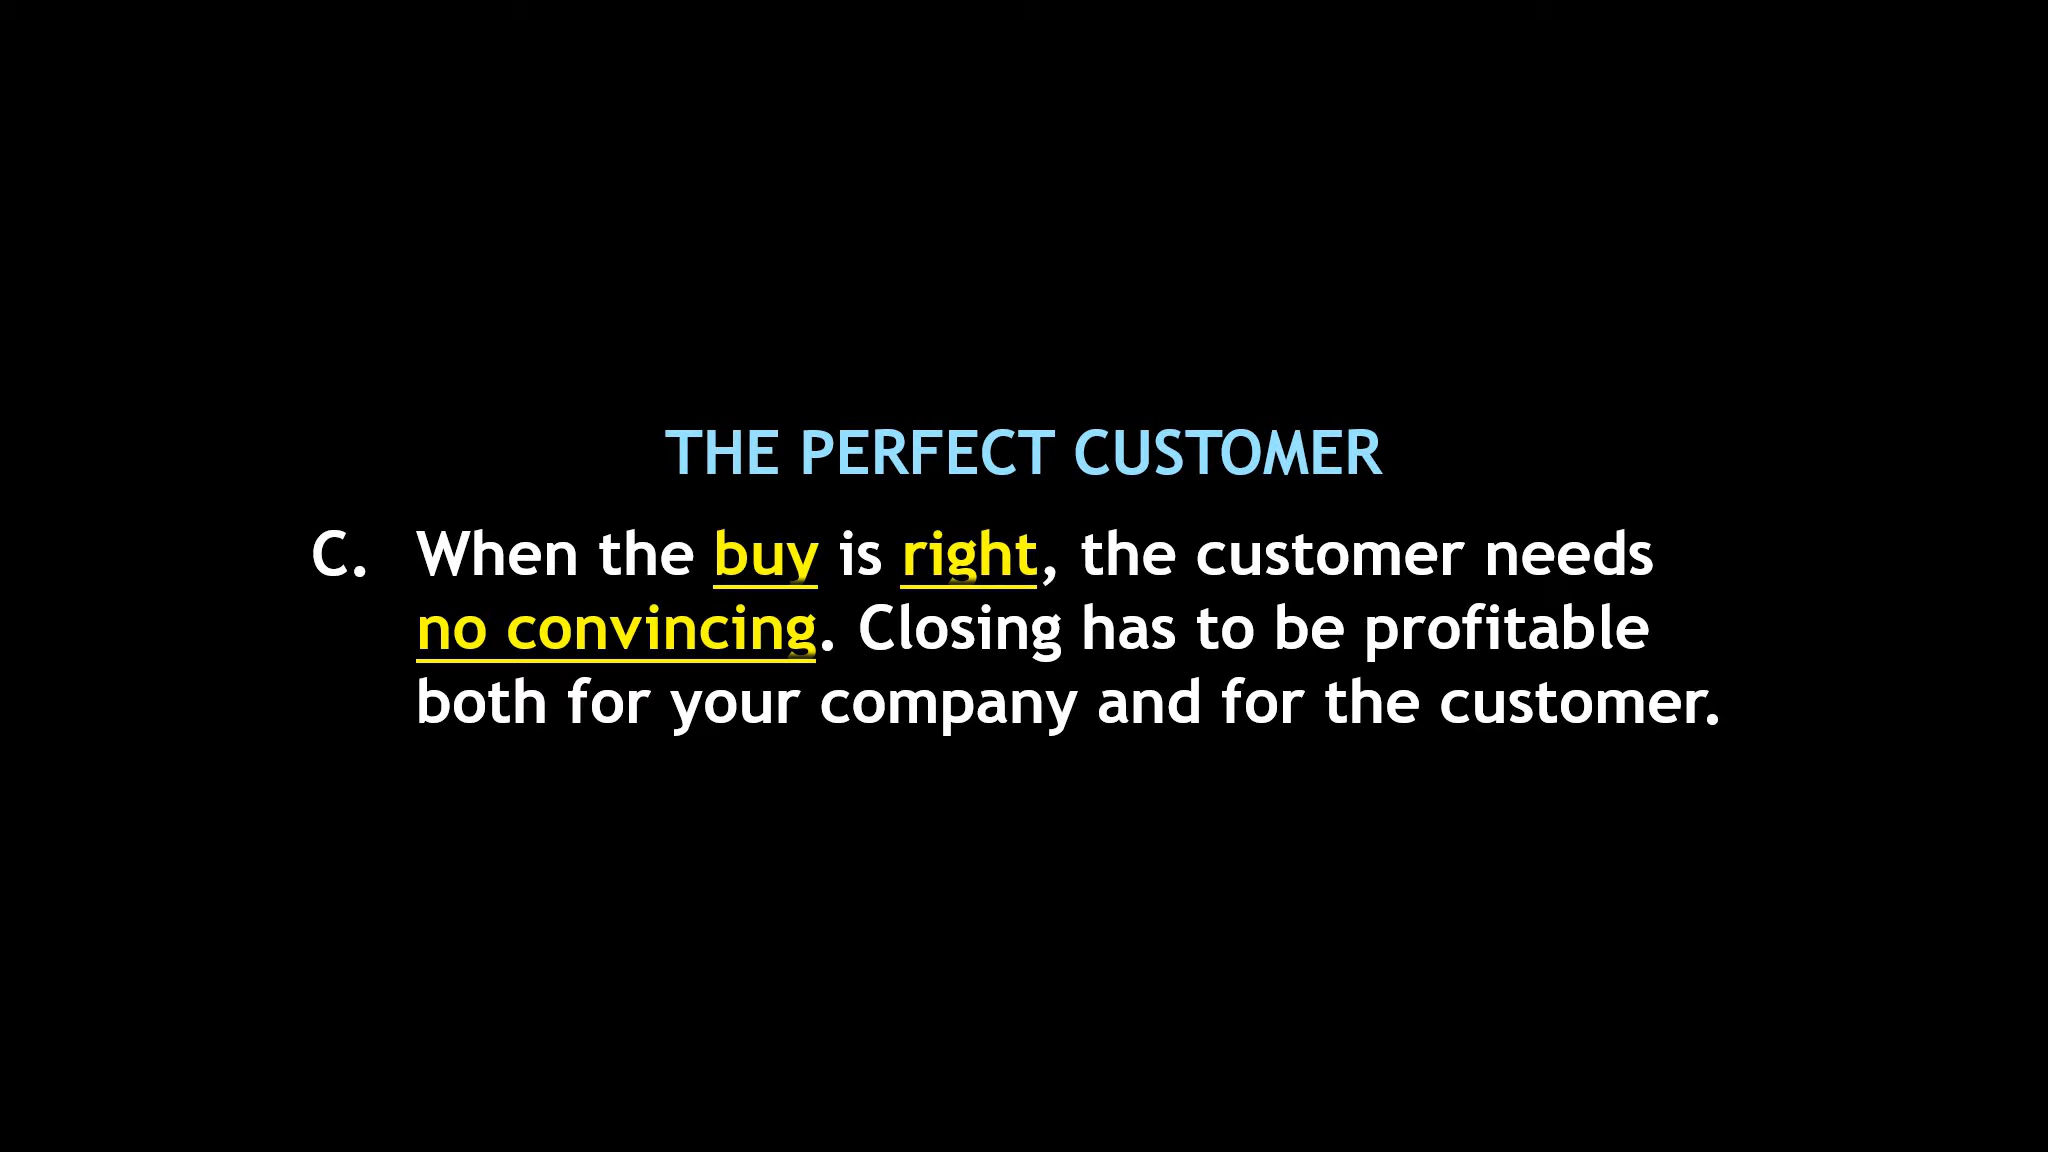 THE PERFECT CUSTOMER
C. When the buy is right, the customer needs
no convincing. Closing has to be profitable
both for your company and for the customer.